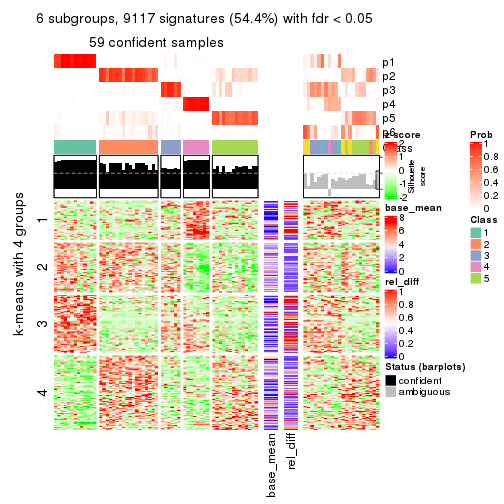 6 subgroups, 9117 signatures (54.4%) with fdr < 0.05
59 confident samples
p1
p2
p3
p4
p5
p6
Class
Silhouette
score
k-means with 4 groups
1
2
3
4
base_mean
rel_diff
z-score
2
1
0
-1
-2
base_mean
8
6
4
2
0
rel_diff
1
0.8
0.6
0.4
0.2
0
Status (barplots)
confident
ambiguous
Prob
1
0.8
0.6
0.4
0.2
0
Class
1
2
3
4
5